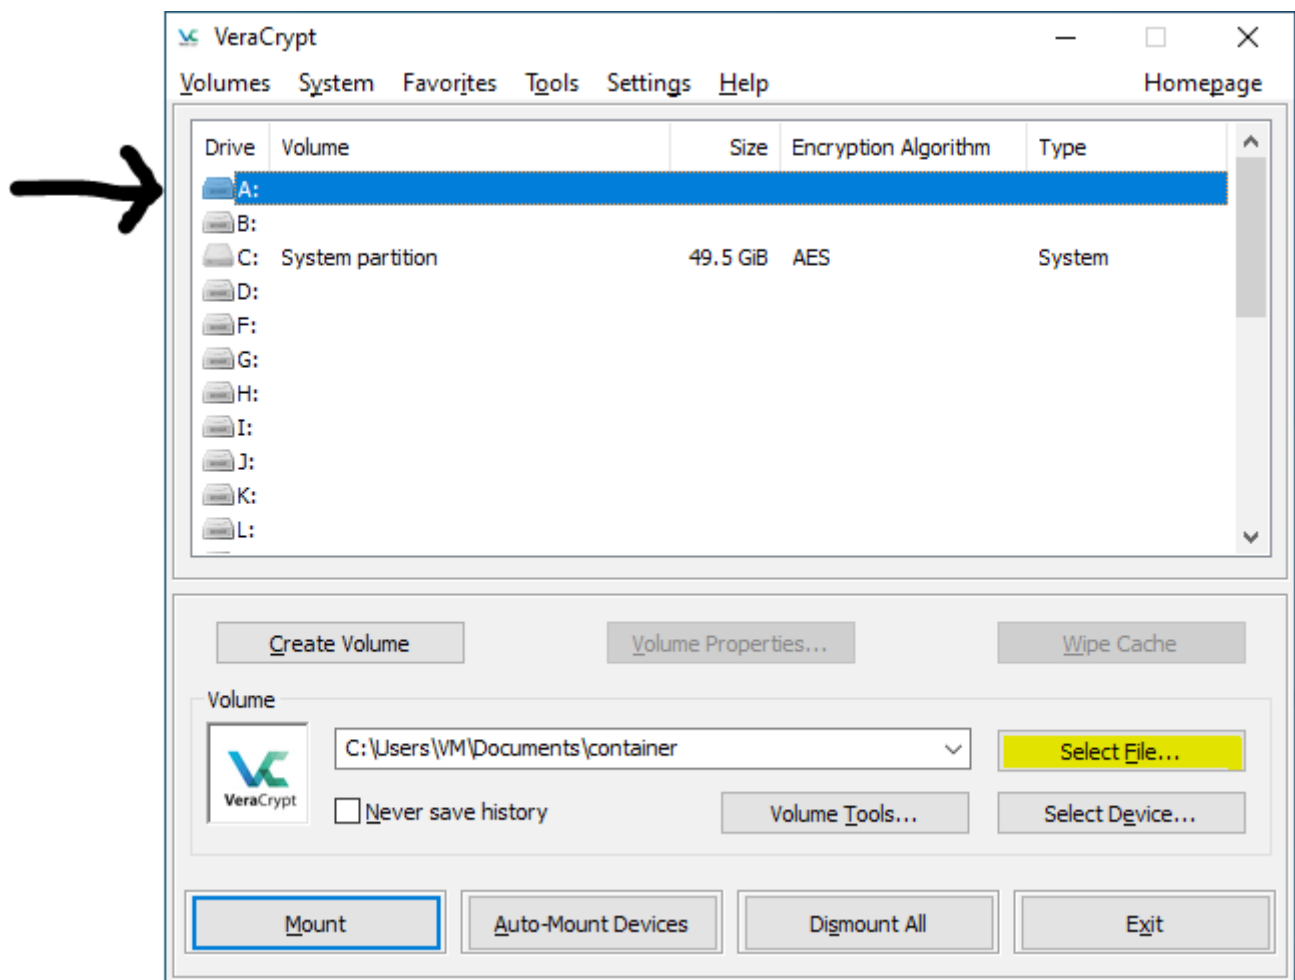 VeraCrypt
Volumes System Favorites Tools Settings Help Homepage
Drive Volume Size Encryption Algorithm Type
A:
B:
C: System partition 49.5 GiB AES System
D:
F:
G:
H:
I:
J:
K:
L:
Create Volume Volume Properties... Wipe Cache
Volume
C:\Users\VM\Documents\container Select File...
VeraCrypt
Never save history Volume Tools... Select Device...
Mount Auto-Mount Devices Dismount All Exit